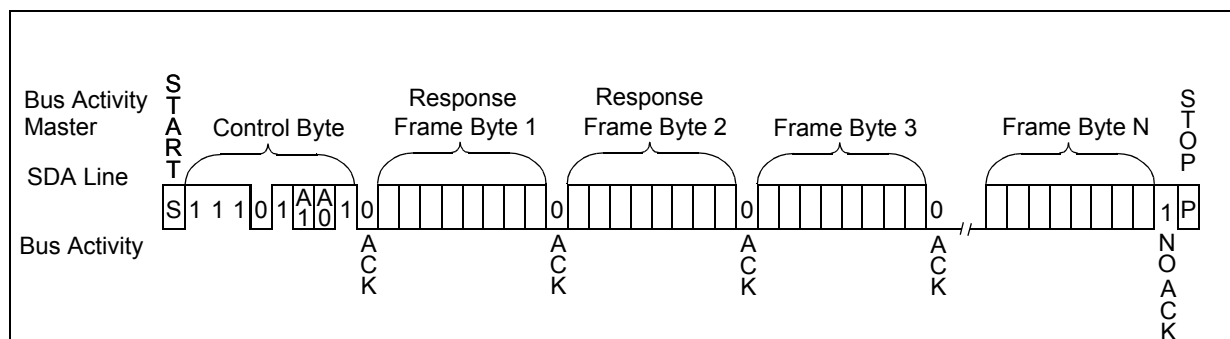 Bus Activity
Master
SDA Line
Bus Activity
START
Control Byte
Response
Frame Byte 1
Response
Frame Byte 2
Frame Byte 3
Frame Byte N
STOP
S 1 1 1 0 1 A1 A0 1 0 0 0 0 1 P
ACK
ACK
ACK
ACK
NO ACK